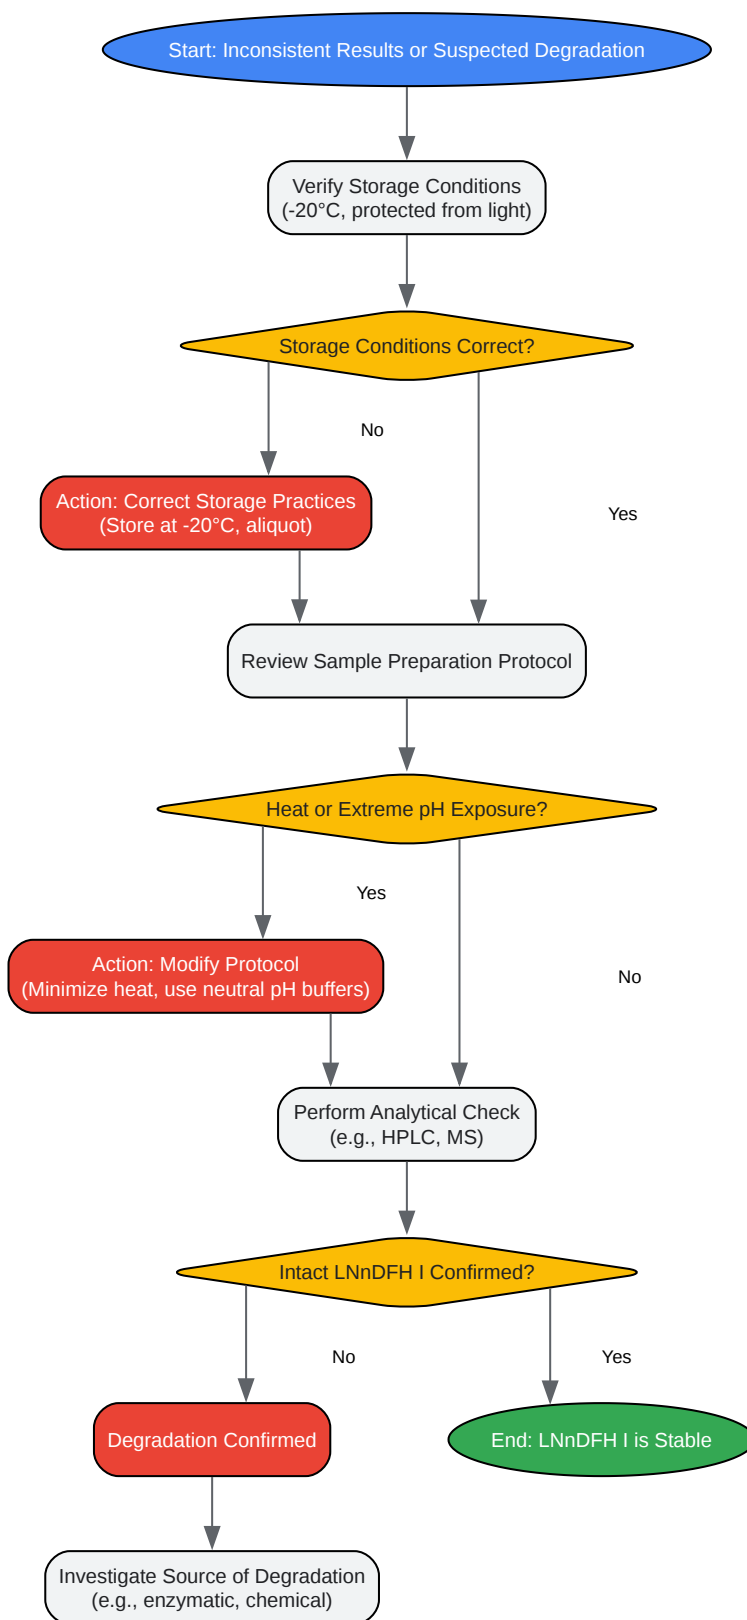 Start: Inconsistent Results or Suspected Degradation
Verify Storage Conditions
(-20°C, protected from light)
Storage Conditions Correct?
No
Action: Correct Storage Practices
(Store at -20°C, aliquot)
Yes
Review Sample Preparation Protocol
Heat or Extreme pH Exposure?
Yes
Action: Modify Protocol
(Minimize heat, use neutral pH buffers)
No
Perform Analytical Check
(e.g., HPLC, MS)
Intact LNnDFH I Confirmed?
No
Yes
Degradation Confirmed
End: LNnDFH I is Stable
Investigate Source of Degradation
(e.g., enzymatic, chemical)